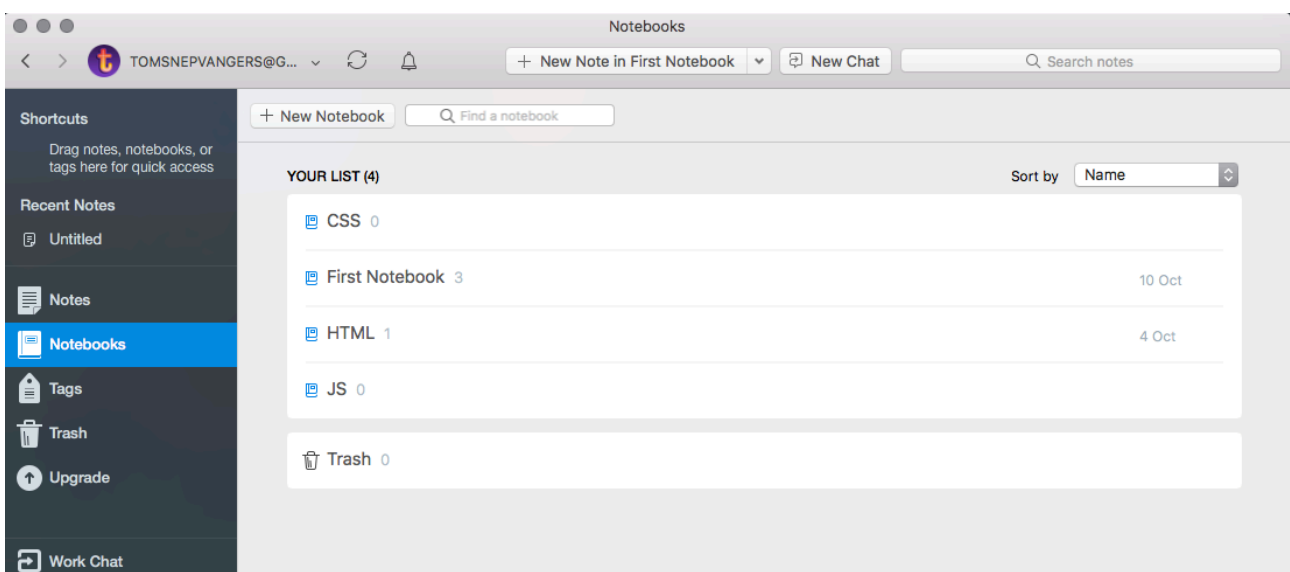 Notebooks
t TOMSNEPVANGERS@G... + New Note in First Notebook New Chat Search notes
Shortcuts
Drag notes, notebooks, or
tags here for quick access
Recent Notes
Untitled
Notes
Notebooks
Tags
Trash
Upgrade
Work Chat
+ New Notebook Find a notebook
YOUR LIST (4) Sort by Name
CSS 0
First Notebook 3 10 Oct
HTML 1 4 Oct
JS 0
Trash 0